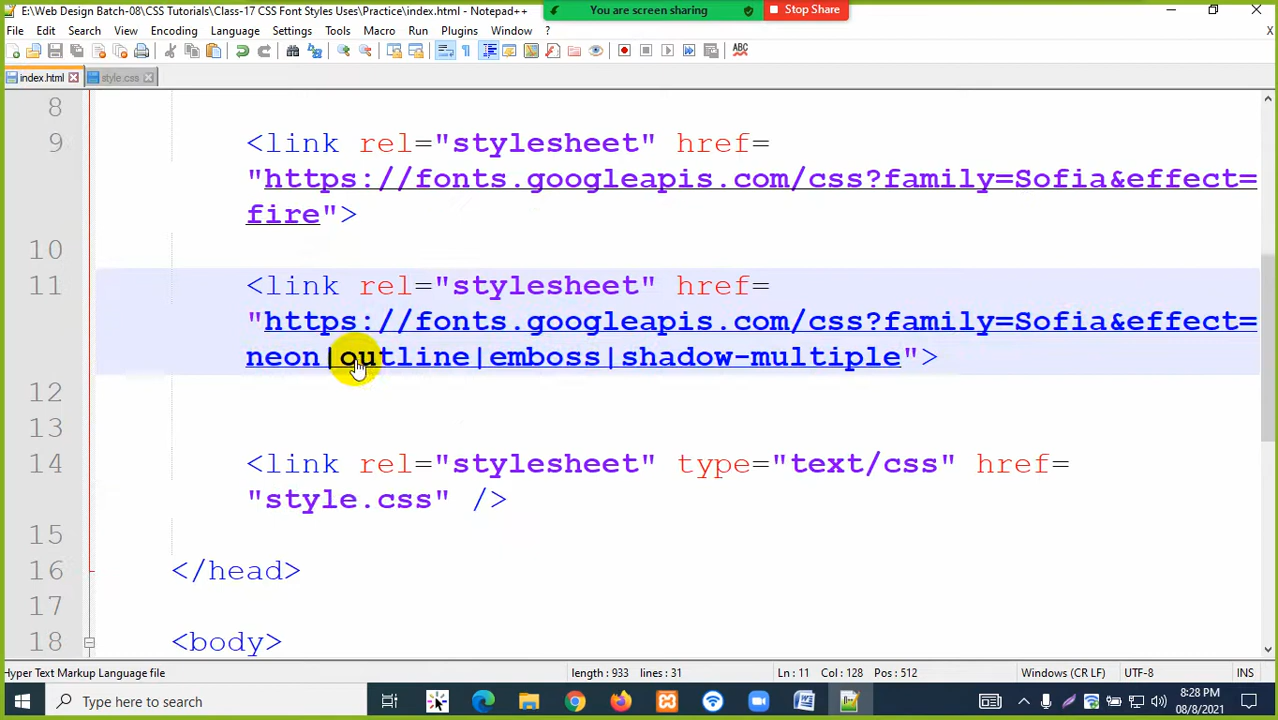 E:\Web Design Batch-08\CSS Tutorials\Class-17 CSS Font Styles Uses\Practice\index.html - Notepad++
You are screen sharing
Stop Share
File Edit Search View Encoding Language Settings Tools Macro Run Plugins Window ?
X
ABC
index.html style.css
8
9 <link rel="stylesheet" href=
"https://fonts.googleapis.com/css?family=Sofia&effect=
fire">
10
11 <link rel="stylesheet" href=
"https://fonts.googleapis.com/css?family=Sofia&effect=
neon|outline|emboss|shadow-multiple">
12
13
14 <link rel="stylesheet" type="text/css" href=
"style.css" />
15
16 </head>
17
18 <body>
Hyper Text Markup Language file length : 933 lines : 31 Ln : 11 Col : 128 Pos : 512 Windows (CR LF) UTF-8 INS
Type here to search
8:28 PM
08/8/2021